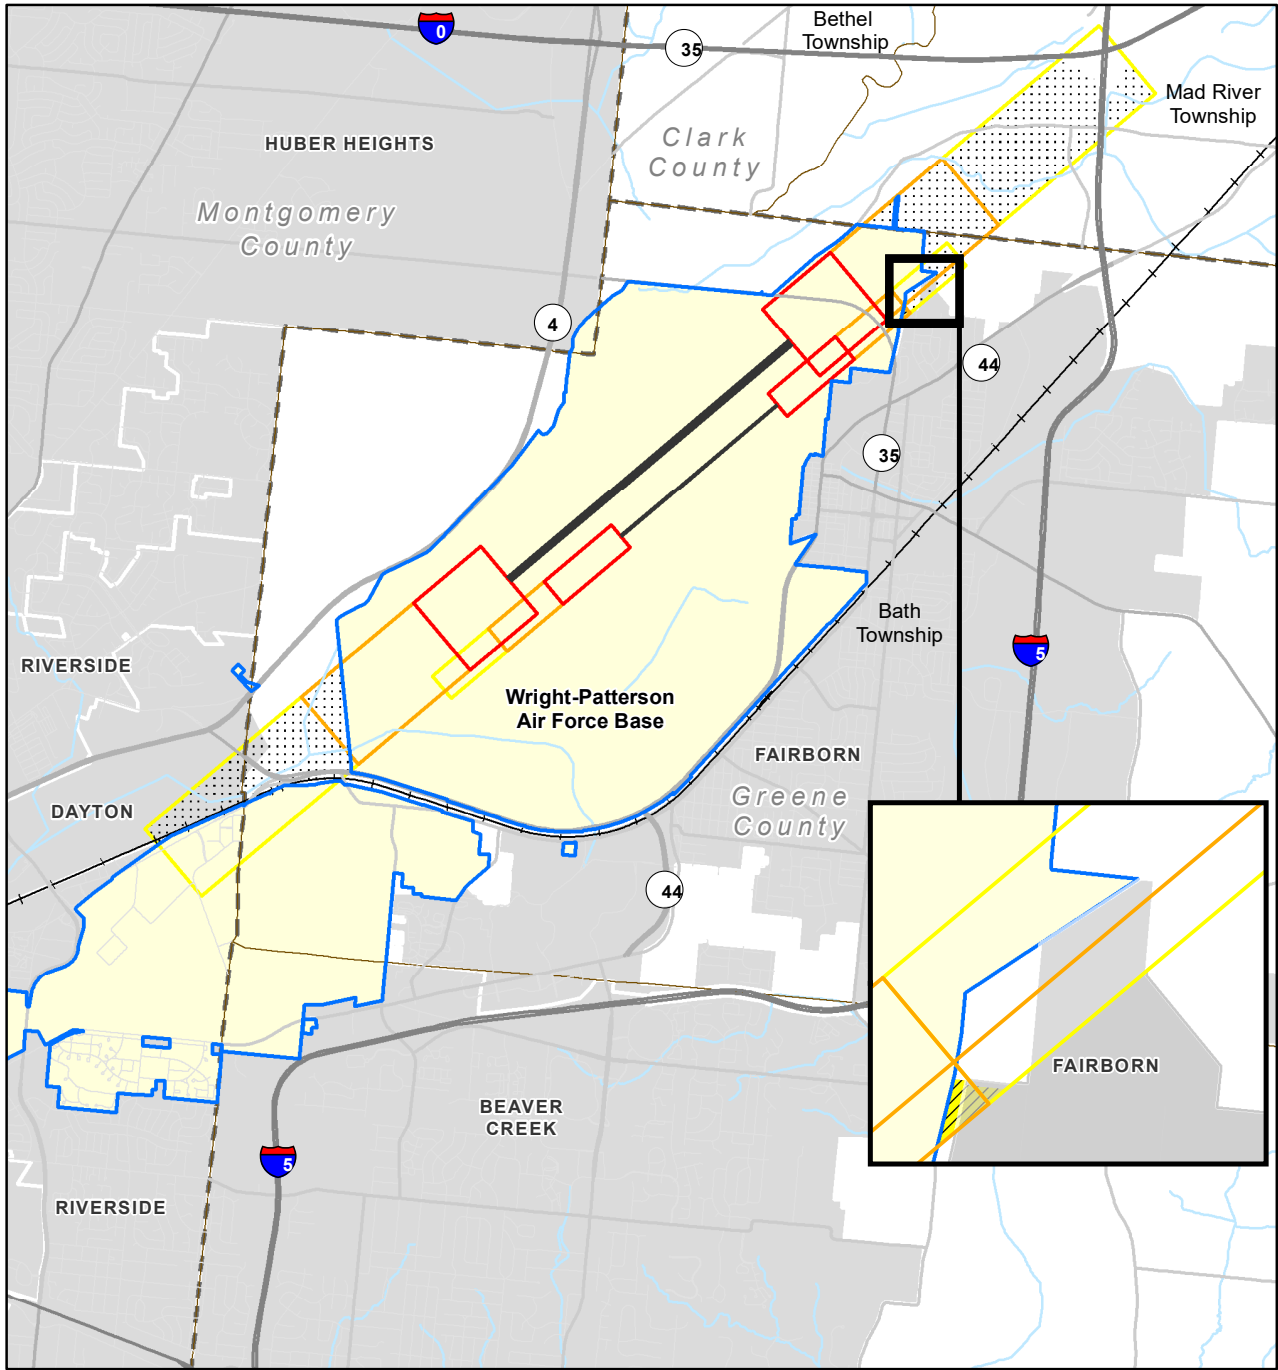 Bethel
Township
0
35
Mad River
Township
HUBER HEIGHTS
Clark
County
Montgomery
County
4
44
35
Bath
Township
5
RIVERSIDE
Wright-Patterson
Air Force Base
FAIRBORN
DAYTON
Greene
County
44
FAIRBORN
BEAVER
CREEK
5
RIVERSIDE